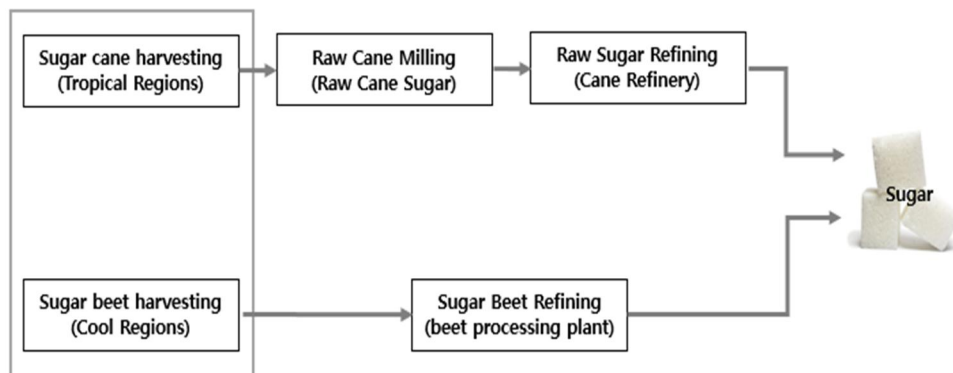 Sugar cane harvesting
(Tropical Regions)
Raw Cane Milling
(Raw Cane Sugar)
Raw Sugar Refining
(Cane Refinery)
Sugar
Sugar beet harvesting
(Cool Regions)
Sugar Beet Refining
(beet processing plant)